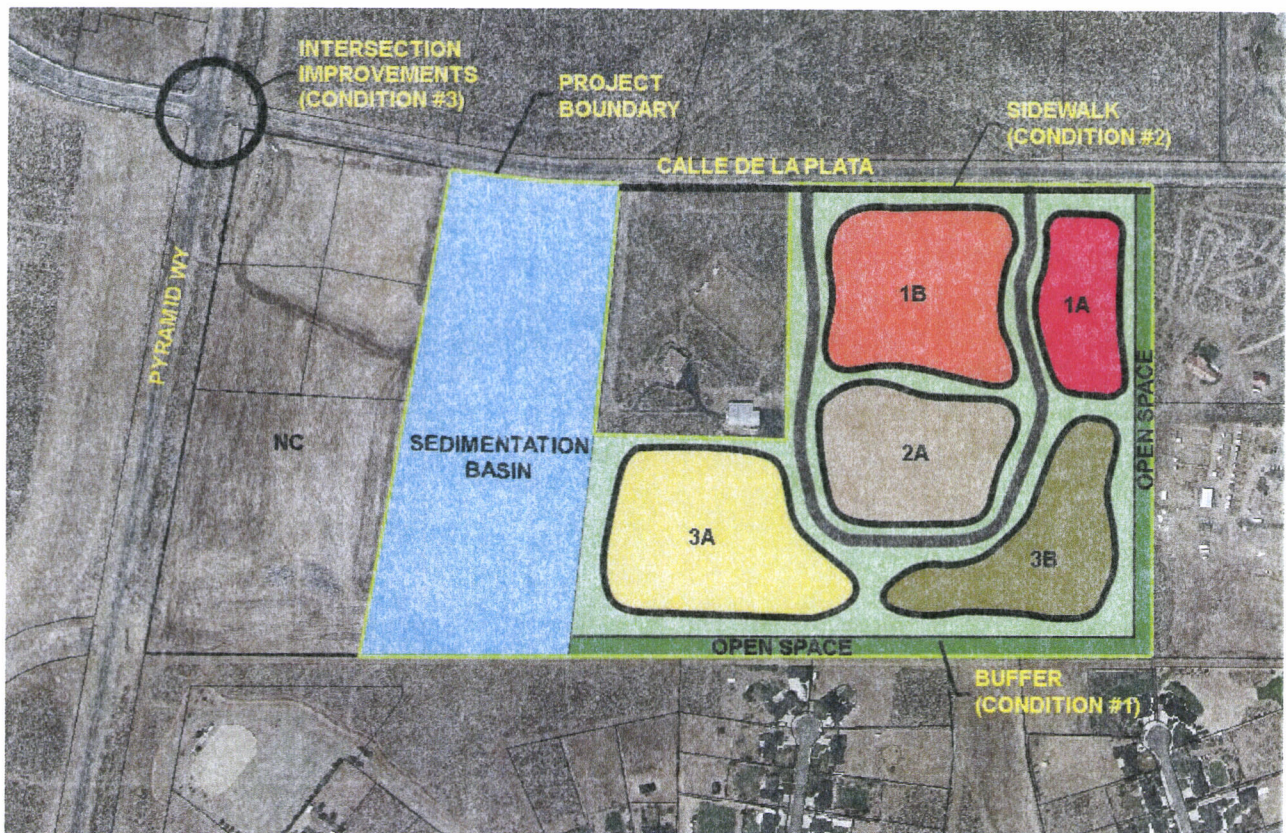 INTERSECTION
IMPROVEMENTS
(CONDITION #3)
PROJECT
BOUNDARY
SIDEWALK
(CONDITION #2)
CALLE DE LA PLATA
PYRAMID WY
1B
1A
NC
SEDIMENTATION
BASIN
2A
OPEN SPACE
3A
3B
OPEN SPACE
BUFFER
(CONDITION #1)